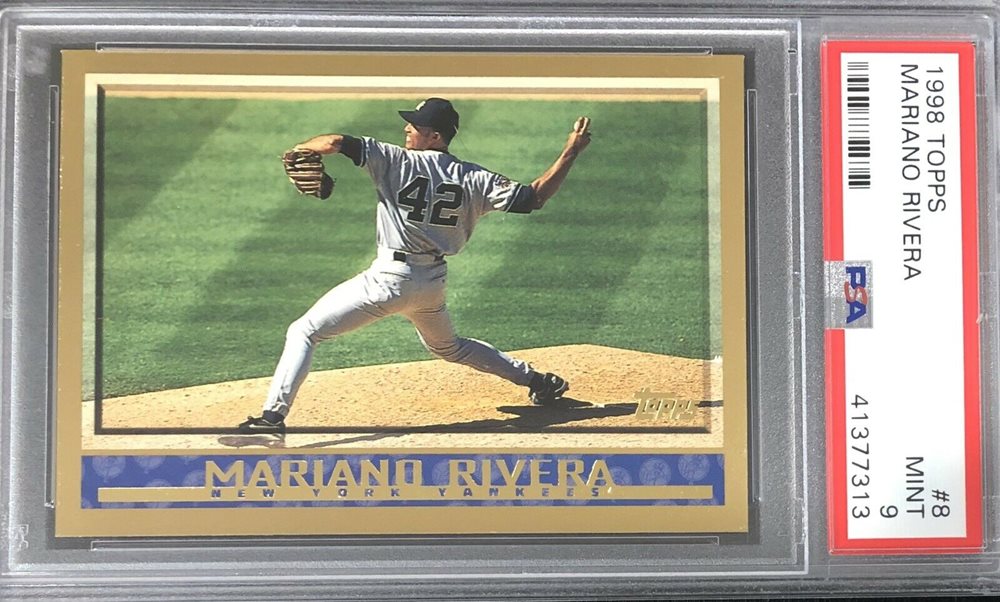 42
Topps
MARIANO RIVERA
NEW YORK YANKEES
1998 TOPPS
MARIANO RIVERA
PSA
#8
MINT
9
41377313